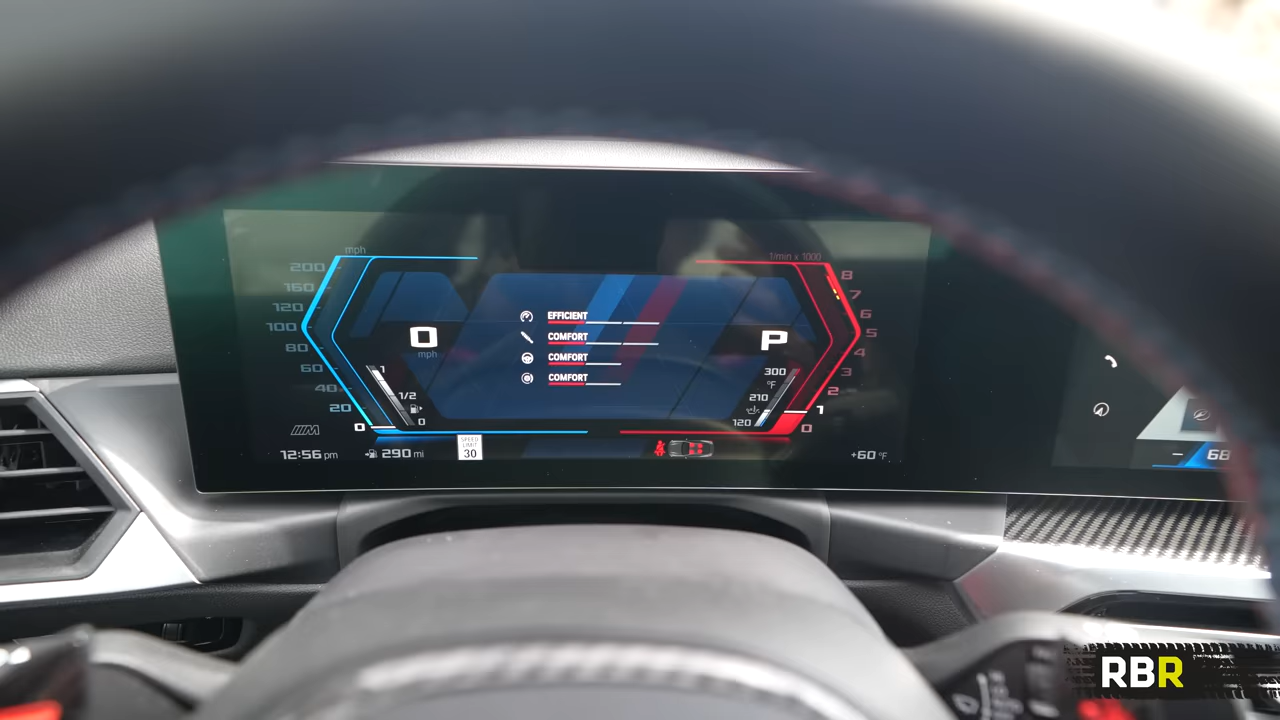 mph
1/min x 1000
200
160
120
100
80
60
40
20
0
8
7
6
5
4
3
2
1
0
EFFICIENT
COMFORT
COMFORT
COMFORT
0
mph
P
1
1/2
0
300
°F
210
120
M
SPEED
LIMIT
30
12:56 pm
290 mi
+60 °F
68
RBR